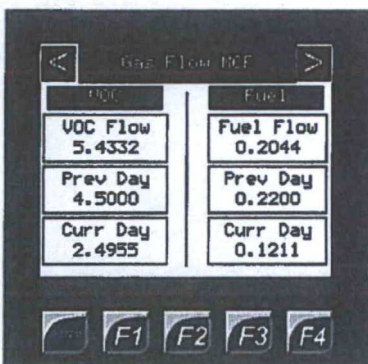 < Gas Flow MCF >
VOC Fuel
VOC Flow Fuel Flow
5.4332 0.2044
Prev Day Prev Day
4.5000 0.2200
Curr Day Curr Day
2.4955 0.1211
F1 F2 F3 F4